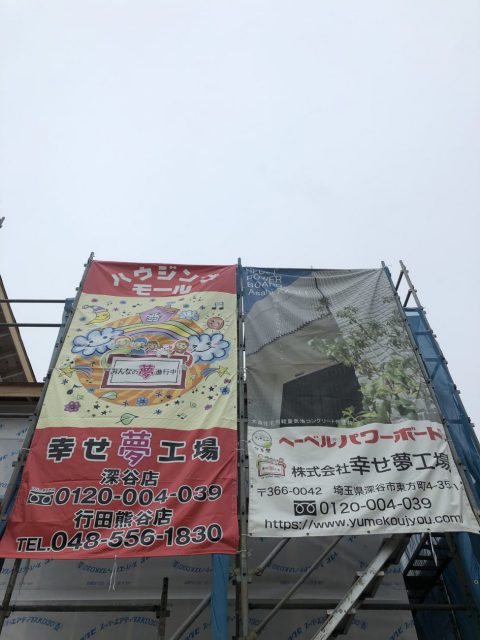 ハウジング
モール
みんなの夢進行中
幸せ夢工場
深谷店
0120-004-039
行田熊谷店
TEL.048-556-1830
POWER
BOARD
Asahi
ヘーベルパワーボード
株式会社幸せ夢工場
〒366-0042 埼玉県深谷市東方町4-35
0120-004-039
https://www.yumekoujyou.com